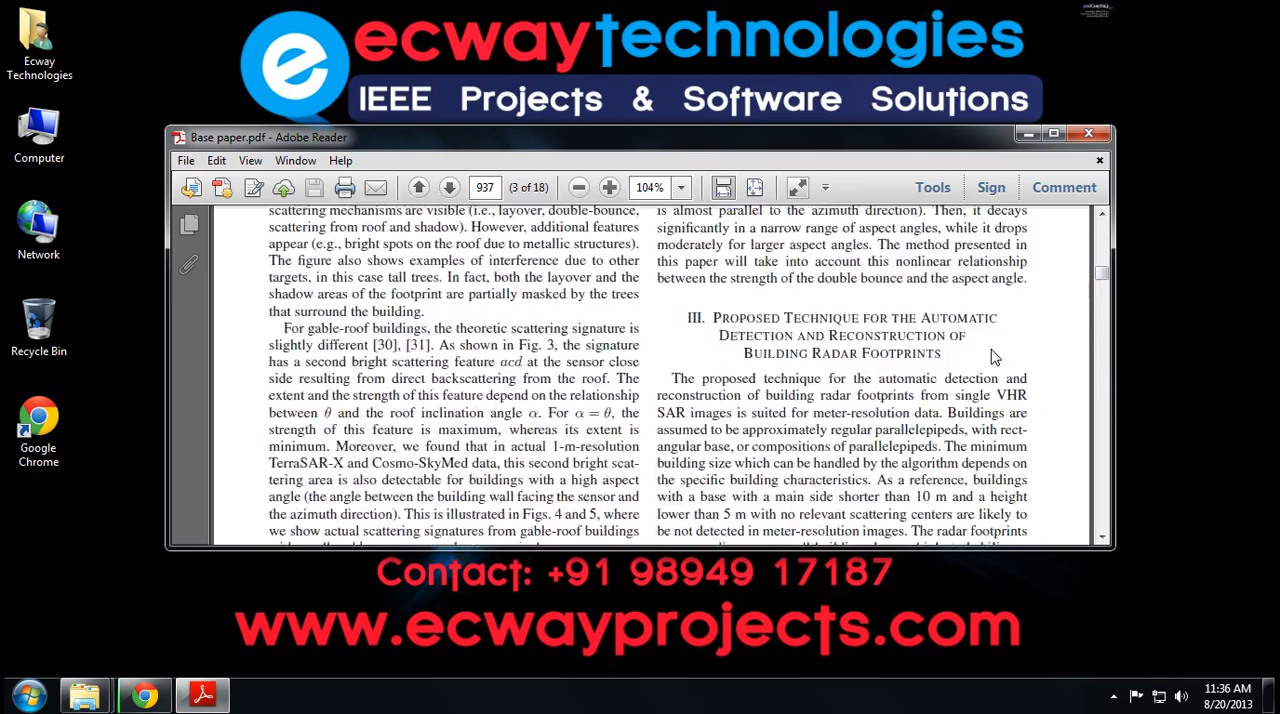 ecwaytechnologies
IEEE Projects & Software Solutions
Ecway
Technologies
Computer
Network
Recycle Bin
Google
Chrome
Base paper.pdf - Adobe Reader
File Edit View Window Help
937 (3 of 18) 104% Tools Sign Comment
scattering mechanisms are visible (i.e., layover, double-bounce,
scattering from roof and shadow). However, additional features
appear (e.g., bright spots on the roof due to metallic structures).
The figure also shows examples of interference due to other
targets, in this case tall trees. In fact, both the layover and the
shadow areas of the footprint are partially masked by the trees
that surround the building.
For gable-roof buildings, the theoretic scattering signature is
slightly different [30], [31]. As shown in Fig. 3, the signature
has a second bright scattering feature acd at the sensor close
side resulting from direct backscattering from the roof. The
extent and the strength of this feature depend on the relationship
between θ and the roof inclination angle α. For α = θ, the
strength of this feature is maximum, whereas its extent is
minimum. Moreover, we found that in actual 1-m-resolution
TerraSAR-X and Cosmo-SkyMed data, this second bright scat-
tering area is also detectable for buildings with a high aspect
angle (the angle between the building wall facing the sensor and
the azimuth direction). This is illustrated in Figs. 4 and 5, where
we show actual scattering signatures from gable-roof buildings
is almost parallel to the azimuth direction). Then, it decays
significantly in a narrow range of aspect angles, while it drops
moderately for larger aspect angles. The method presented in
this paper will take into account this nonlinear relationship
between the strength of the double bounce and the aspect angle.
III. PROPOSED TECHNIQUE FOR THE AUTOMATIC
DETECTION AND RECONSTRUCTION OF
BUILDING RADAR FOOTPRINTS
The proposed technique for the automatic detection and
reconstruction of building radar footprints from single VHR
SAR images is suited for meter-resolution data. Buildings are
assumed to be approximately regular parallelepipeds, with rect-
angular base, or compositions of parallelepipeds. The minimum
building size which can be handled by the algorithm depends on
the specific building characteristics. As a reference, buildings
with a base with a main side shorter than 10 m and a height
lower than 5 m with no relevant scattering centers are likely to
be not detected in meter-resolution images. The radar footprints
Contact: +91 98949 17187
www.ecwayprojects.com
11:36 AM
8/20/2013